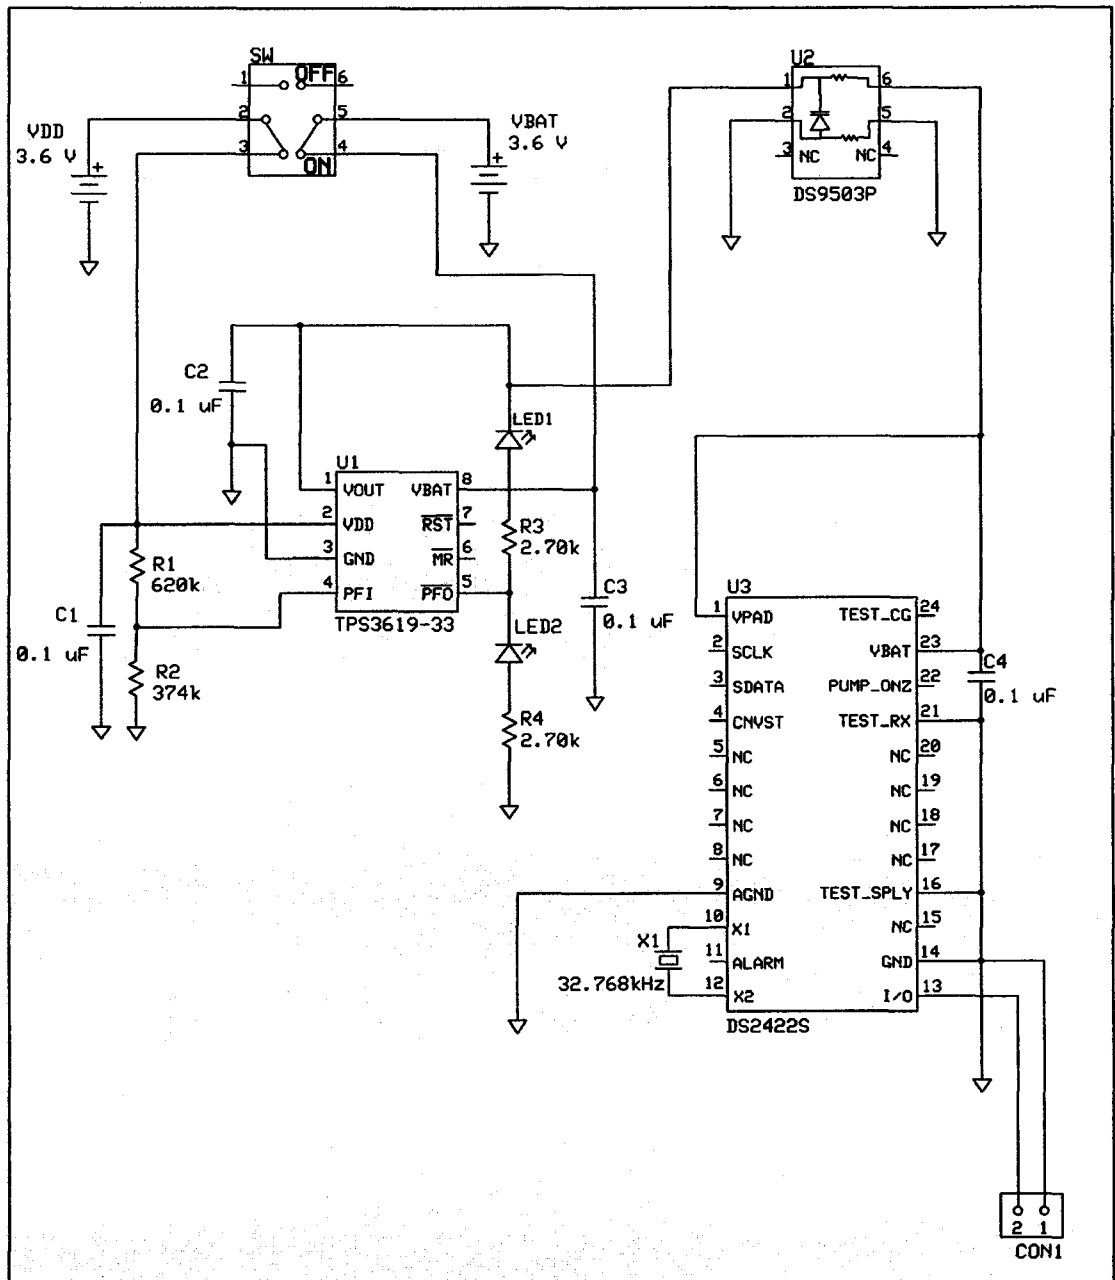 SW
1 OFF 6
2 5
3 4
ON
VDD
3.6 V
+
VBAT
3.6 V
+
U2
1 6
2 5
3 NC NC 4
DS9503P
C2
0.1 uF
LED1
U1
1 VOUT VBAT 8
2 VDD RST 7
3 GND MR 6
4 PFI PFO 5
TPS3619-33
R1
620k
C1
0.1 uF
R2
374k
R3
2.70k
LED2
R4
2.70k
C3
0.1 uF
U3
1 VPAD TEST_CG 24
2 SCLK VBAT 23
3 SDATA PUMP_ONZ 22
4 CNVST TEST_RX 21
5 NC NC 20
6 NC NC 19
7 NC NC 18
8 NC NC 17
9 AGND TEST_SPLY 16
10 X1 NC 15
11 ALARM GND 14
12 X2 I/O 13
DS2422S
C4
0.1 uF
X1
32.768kHz
2 1
CON1